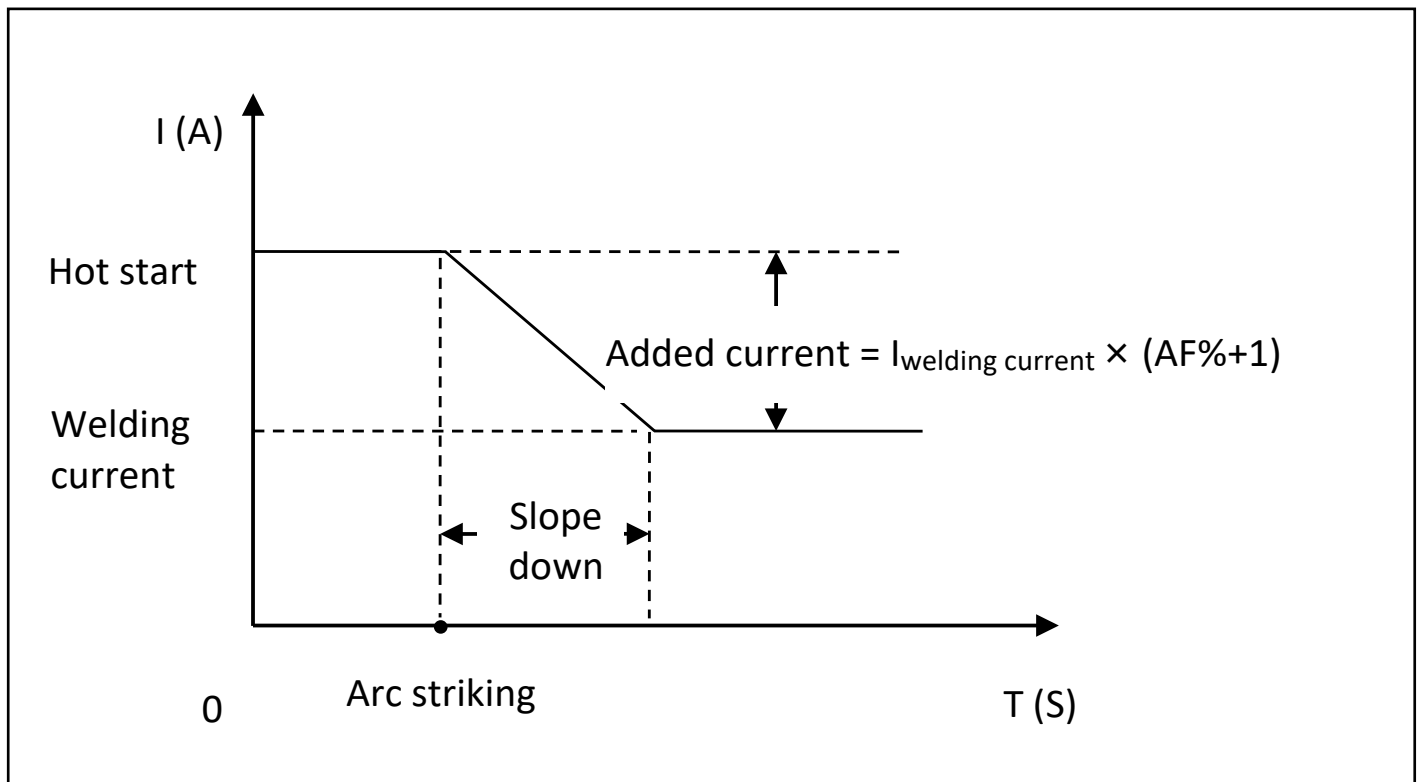 I (A)
Hot start
Added current = Iwelding current × (AF%+1)
Welding
current
Slope
down
0
Arc striking
T (S)